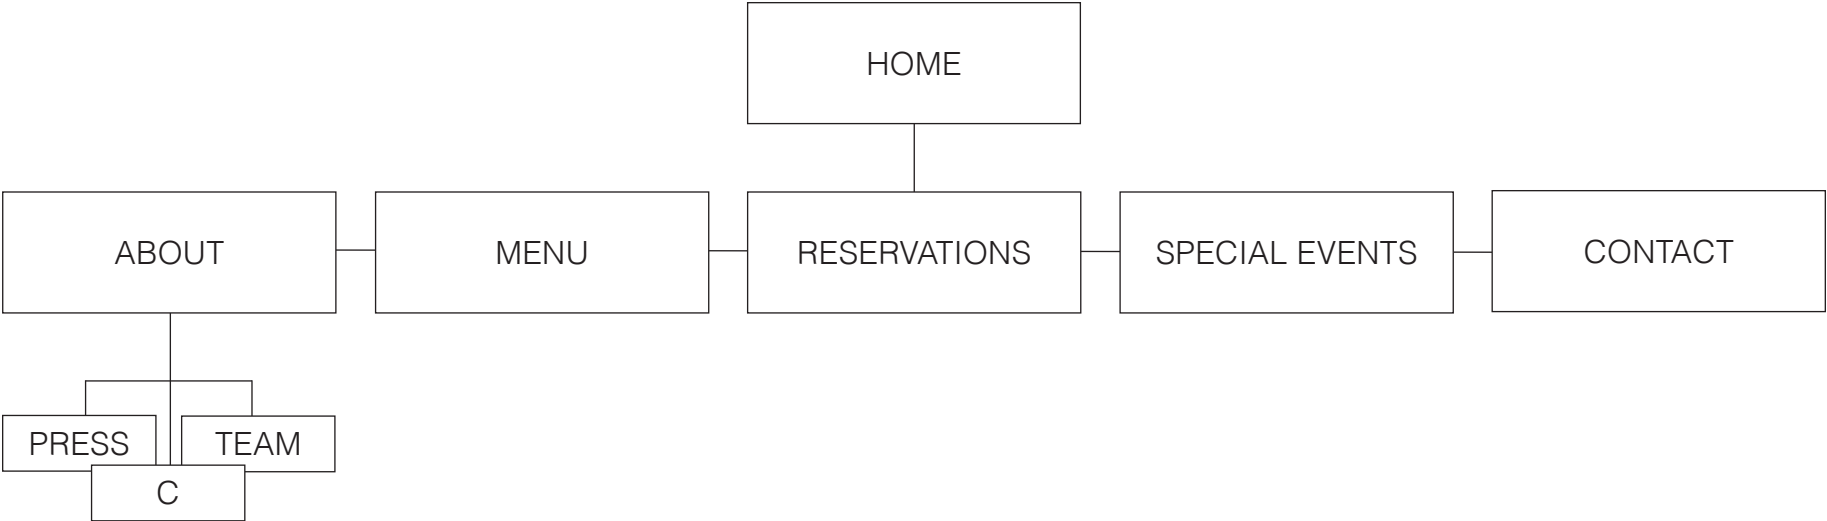 HOME
ABOUT
MENU
RESERVATIONS
SPECIAL EVENTS
CONTACT
PRESS
TEAM
C